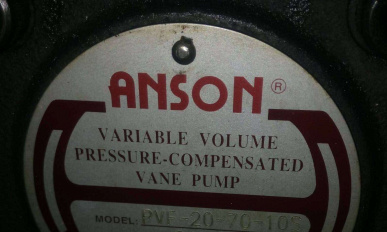 ANSON ®
VARIABLE VOLUME
PRESSURE-COMPENSATED
VANE PUMP
MODEL: PVF-20-70-10